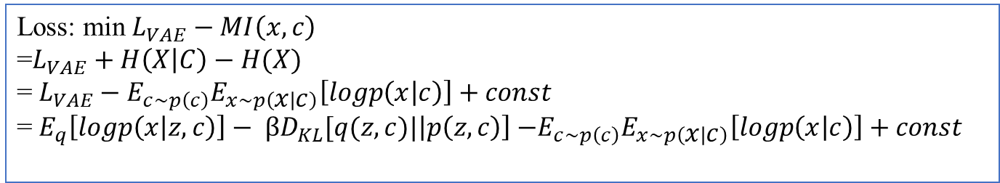 Loss: min L_{VAE} − MI(x, c)
=L_{VAE} + H(X|C) − H(X)
= L_{VAE} − E_{c~p(c)}E_{x~p(X|C)}[logp(x|c)] + const
= E_q[logp(x|z, c)] − βD_{KL}[q(z, c)||p(z, c)] −E_{c~p(c)}E_{x~p(X|C)}[logp(x|c)] + const